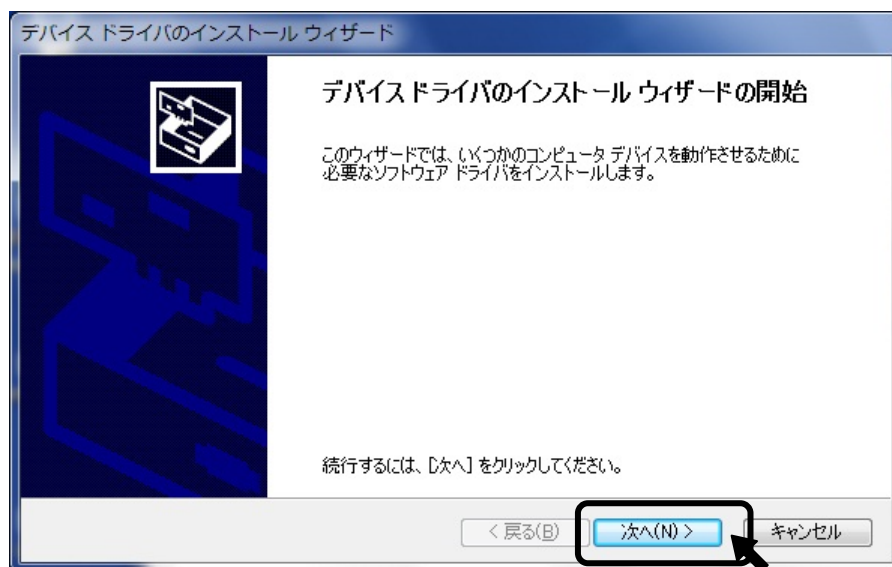 デバイス ドライバのインストール ウィザード
デバイス ドライバのインストール ウィザードの開始
このウィザードでは、いくつかのコンピュータ デバイスを動作させるために
必要なソフトウェア ドライバをインストールします。
続行するには、[次へ] をクリックしてください。
< 戻る(B)
次へ(N) >
キャンセル